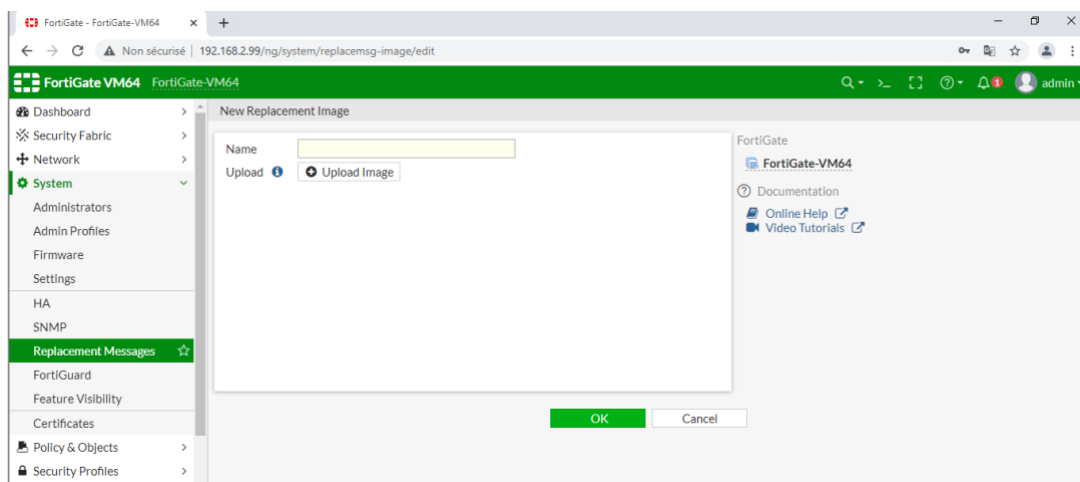 FortiGate - FortiGate-VM64
Non sécurisé | 192.168.2.99/ng/system/replacemsg-image/edit
FortiGate VM64 FortiGate-VM64
1 admin
Dashboard
Security Fabric
Network
System
Administrators
Admin Profiles
Firmware
Settings
HA
SNMP
Replacement Messages
FortiGuard
Feature Visibility
Certificates
Policy & Objects
Security Profiles
New Replacement Image
Name
Upload Upload Image
OK Cancel
FortiGate
FortiGate-VM64
Documentation
Online Help
Video Tutorials